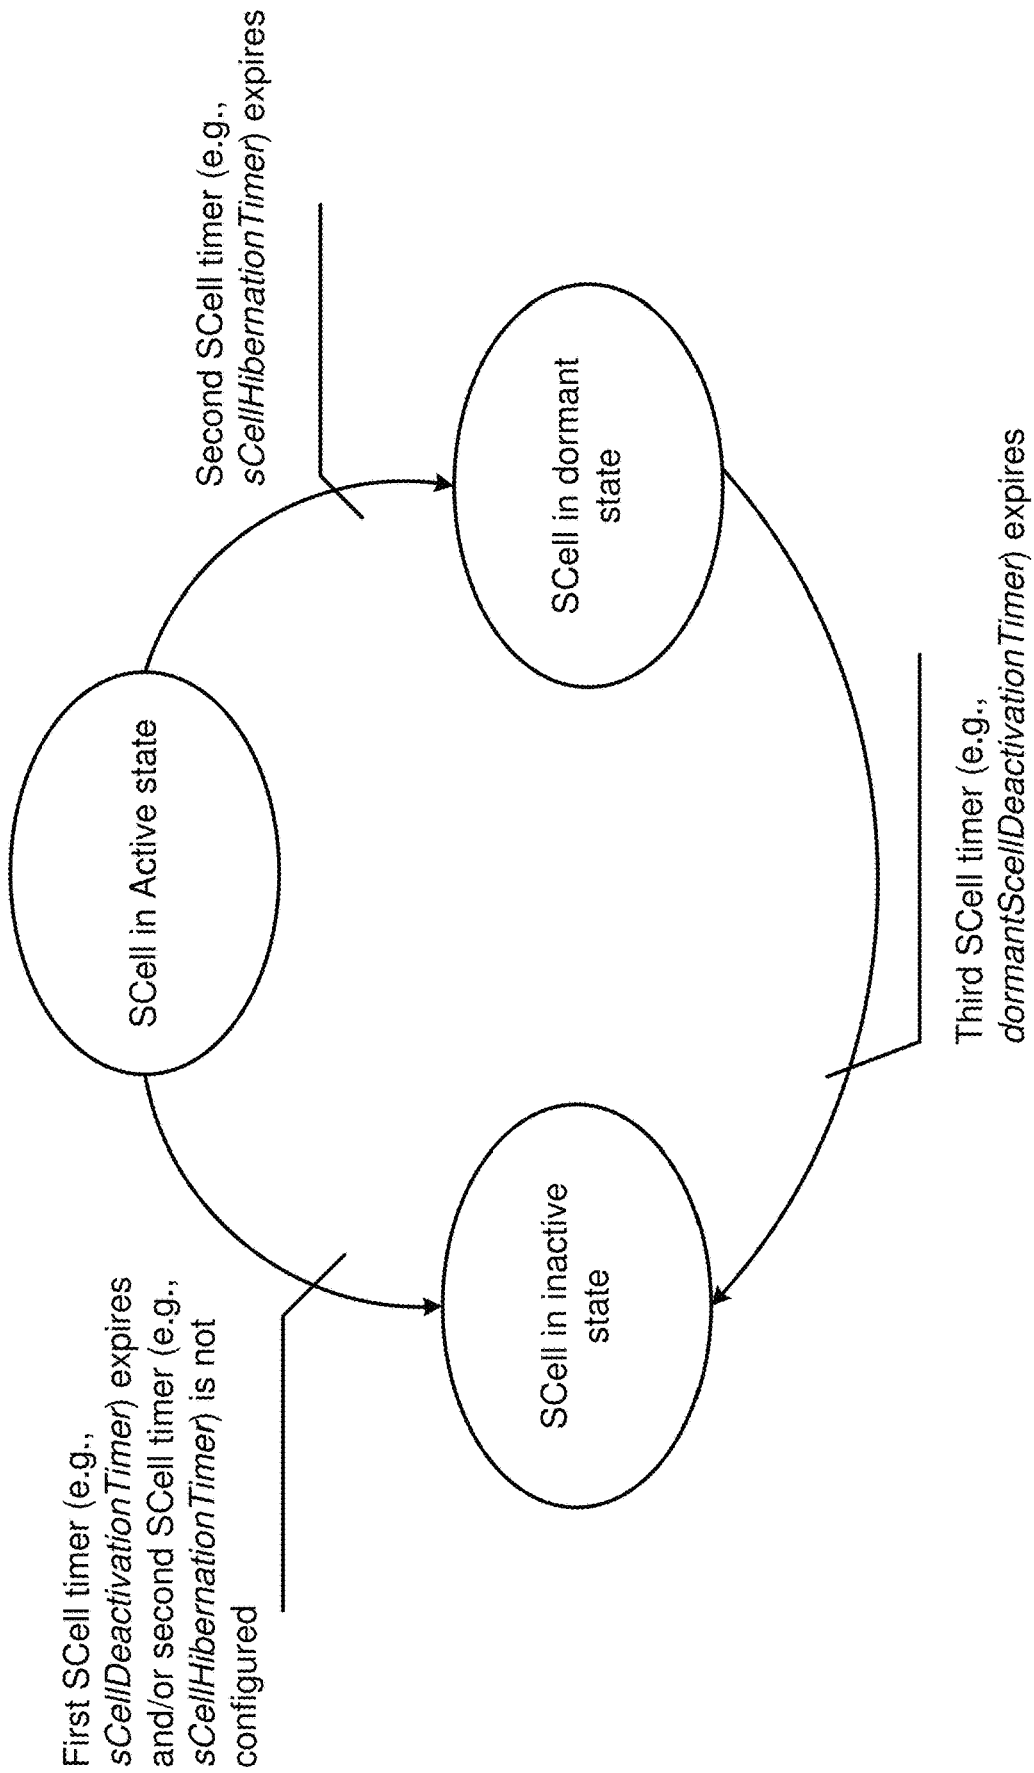 First SCell timer (e.g.,
sCellDeactivationTimer) expires
and/or second SCell timer (e.g.,
sCellHibernationTimer) is not
configured
SCell in Active state
Second SCell timer (e.g.,
sCellHibernationTimer) expires
SCell in inactive
state
SCell in dormant
state
Third SCell timer (e.g.,
dormantScellDeactivationTimer) expires